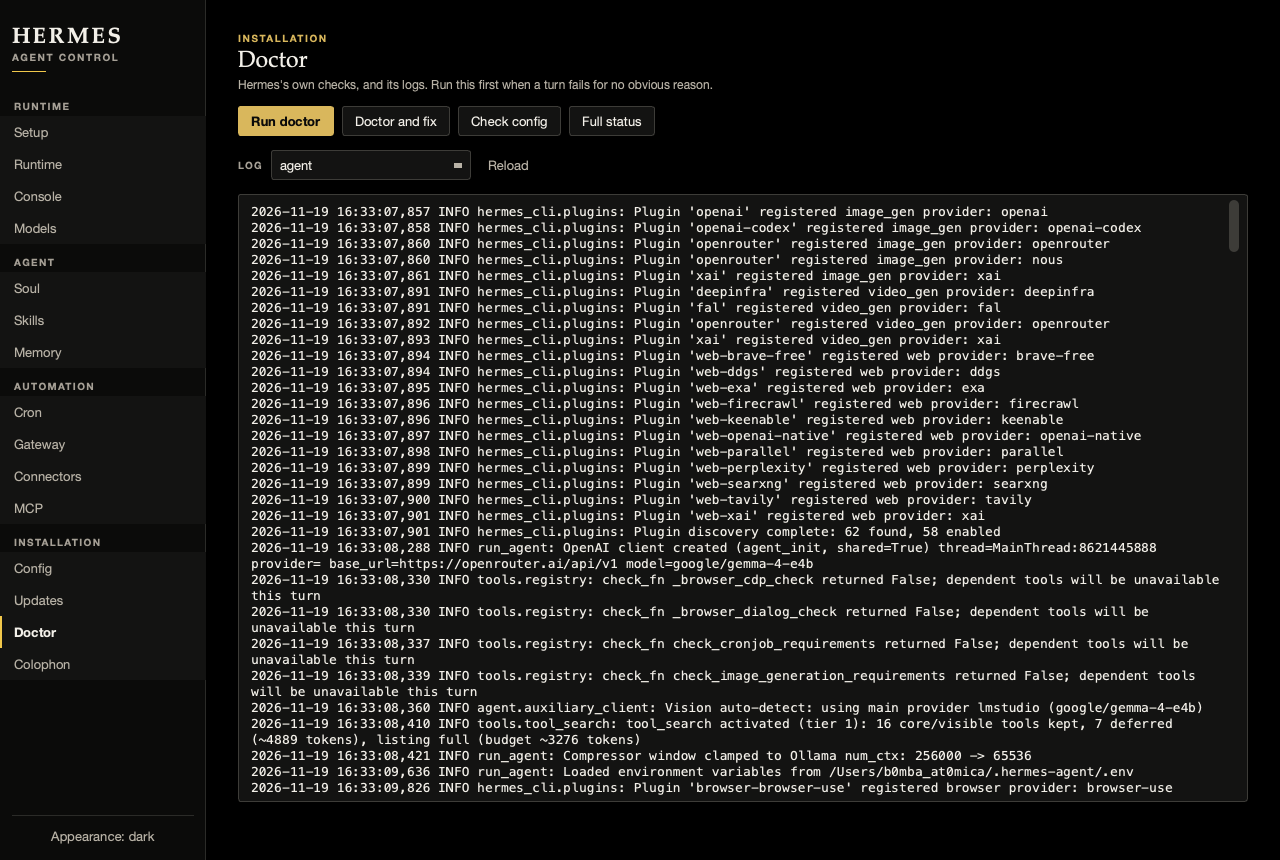 HERMES
AGENT CONTROL
RUNTIME
Setup
Runtime
Console
Models
AGENT
Soul
Skills
Memory
AUTOMATION
Cron
Gateway
Connectors
MCP
INSTALLATION
Config
Updates
Doctor
Colophon
Appearance: dark
INSTALLATION
Doctor
Hermes's own checks, and its logs. Run this first when a turn fails for no obvious reason.
Run doctor
Doctor and fix
Check config
Full status
LOG
agent
Reload
2026-11-19 16:33:07,857 INFO hermes_cli.plugins: Plugin 'openai' registered image_gen provider: openai
2026-11-19 16:33:07,858 INFO hermes_cli.plugins: Plugin 'openai-codex' registered image_gen provider: openai-codex
2026-11-19 16:33:07,860 INFO hermes_cli.plugins: Plugin 'openrouter' registered image_gen provider: openrouter
2026-11-19 16:33:07,860 INFO hermes_cli.plugins: Plugin 'openrouter' registered image_gen provider: nous
2026-11-19 16:33:07,861 INFO hermes_cli.plugins: Plugin 'xai' registered image_gen provider: xai
2026-11-19 16:33:07,891 INFO hermes_cli.plugins: Plugin 'deepinfra' registered video_gen provider: deepinfra
2026-11-19 16:33:07,891 INFO hermes_cli.plugins: Plugin 'fal' registered video_gen provider: fal
2026-11-19 16:33:07,892 INFO hermes_cli.plugins: Plugin 'openrouter' registered video_gen provider: openrouter
2026-11-19 16:33:07,893 INFO hermes_cli.plugins: Plugin 'xai' registered video_gen provider: xai
2026-11-19 16:33:07,894 INFO hermes_cli.plugins: Plugin 'web-brave-free' registered web provider: brave-free
2026-11-19 16:33:07,894 INFO hermes_cli.plugins: Plugin 'web-ddgs' registered web provider: ddgs
2026-11-19 16:33:07,895 INFO hermes_cli.plugins: Plugin 'web-exa' registered web provider: exa
2026-11-19 16:33:07,896 INFO hermes_cli.plugins: Plugin 'web-firecrawl' registered web provider: firecrawl
2026-11-19 16:33:07,896 INFO hermes_cli.plugins: Plugin 'web-keenable' registered web provider: keenable
2026-11-19 16:33:07,897 INFO hermes_cli.plugins: Plugin 'web-openai-native' registered web provider: openai-native
2026-11-19 16:33:07,898 INFO hermes_cli.plugins: Plugin 'web-parallel' registered web provider: parallel
2026-11-19 16:33:07,899 INFO hermes_cli.plugins: Plugin 'web-perplexity' registered web provider: perplexity
2026-11-19 16:33:07,899 INFO hermes_cli.plugins: Plugin 'web-searxng' registered web provider: searxng
2026-11-19 16:33:07,900 INFO hermes_cli.plugins: Plugin 'web-tavily' registered web provider: tavily
2026-11-19 16:33:07,901 INFO hermes_cli.plugins: Plugin 'web-xai' registered web provider: xai
2026-11-19 16:33:07,901 INFO hermes_cli.plugins: Plugin discovery complete: 62 found, 58 enabled
2026-11-19 16:33:08,288 INFO run_agent: OpenAI client created (agent_init, shared=True) thread=MainThread:8621445888
provider= base_url=https://openrouter.ai/api/v1 model=google/gemma-4-e4b
2026-11-19 16:33:08,330 INFO tools.registry: check_fn _browser_cdp_check returned False; dependent tools will be unavailable
this turn
2026-11-19 16:33:08,330 INFO tools.registry: check_fn _browser_dialog_check returned False; dependent tools will be
unavailable this turn
2026-11-19 16:33:08,337 INFO tools.registry: check_fn check_cronjob_requirements returned False; dependent tools will be
unavailable this turn
2026-11-19 16:33:08,339 INFO tools.registry: check_fn check_image_generation_requirements returned False; dependent tools
will be unavailable this turn
2026-11-19 16:33:08,360 INFO agent.auxiliary_client: Vision auto-detect: using main provider lmstudio (google/gemma-4-e4b)
2026-11-19 16:33:08,410 INFO tools.tool_search: tool_search activated (tier 1): 16 core/visible tools kept, 7 deferred
(~4889 tokens), listing full (budget ~3276 tokens)
2026-11-19 16:33:08,421 INFO run_agent: Compressor window clamped to Ollama num_ctx: 256000 -> 65536
2026-11-19 16:33:09,636 INFO run_agent: Loaded environment variables from /Users/b0mba_at0mica/.hermes-agent/.env
2026-11-19 16:33:09,826 INFO hermes_cli.plugins: Plugin 'browser-browser-use' registered browser provider: browser-use